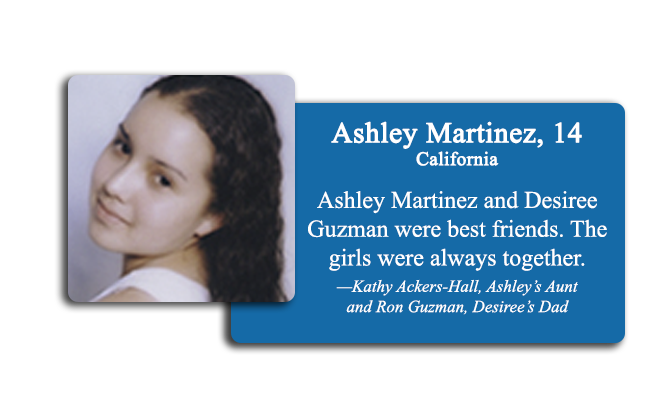 Ashley Martinez, 14
California
Ashley Martinez and Desiree
Guzman were best friends. The
girls were always together.
—Kathy Ackers-Hall, Ashley’s Aunt
and Ron Guzman, Desiree’s Dad